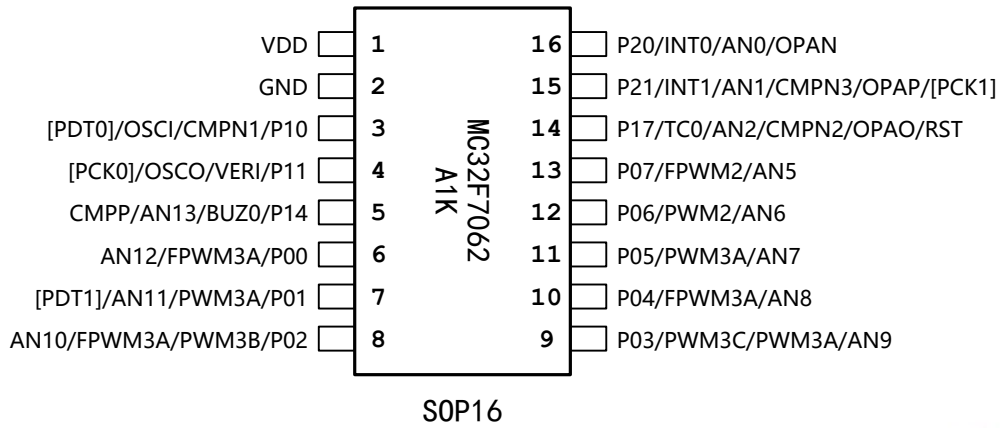 VDD 1 16 P20/INT0/AN0/OPAN
GND 2 15 P21/INT1/AN1/CMPN3/OPAP/[PCK1]
[PDT0]/OSCI/CMPN1/P10 3 14 P17/TC0/AN2/CMPN2/OPAO/RST
[PCK0]/OSCO/VERI/P11 4 13 P07/FPWM2/AN5
CMPP/AN13/BUZ0/P14 5 12 P06/PWM2/AN6
AN12/FPWM3A/P00 6 11 P05/PWM3A/AN7
[PDT1]/AN11/PWM3A/P01 7 10 P04/FPWM3A/AN8
AN10/FPWM3A/PWM3B/P02 8 9 P03/PWM3C/PWM3A/AN9
MC32F7062
A1K
SOP16